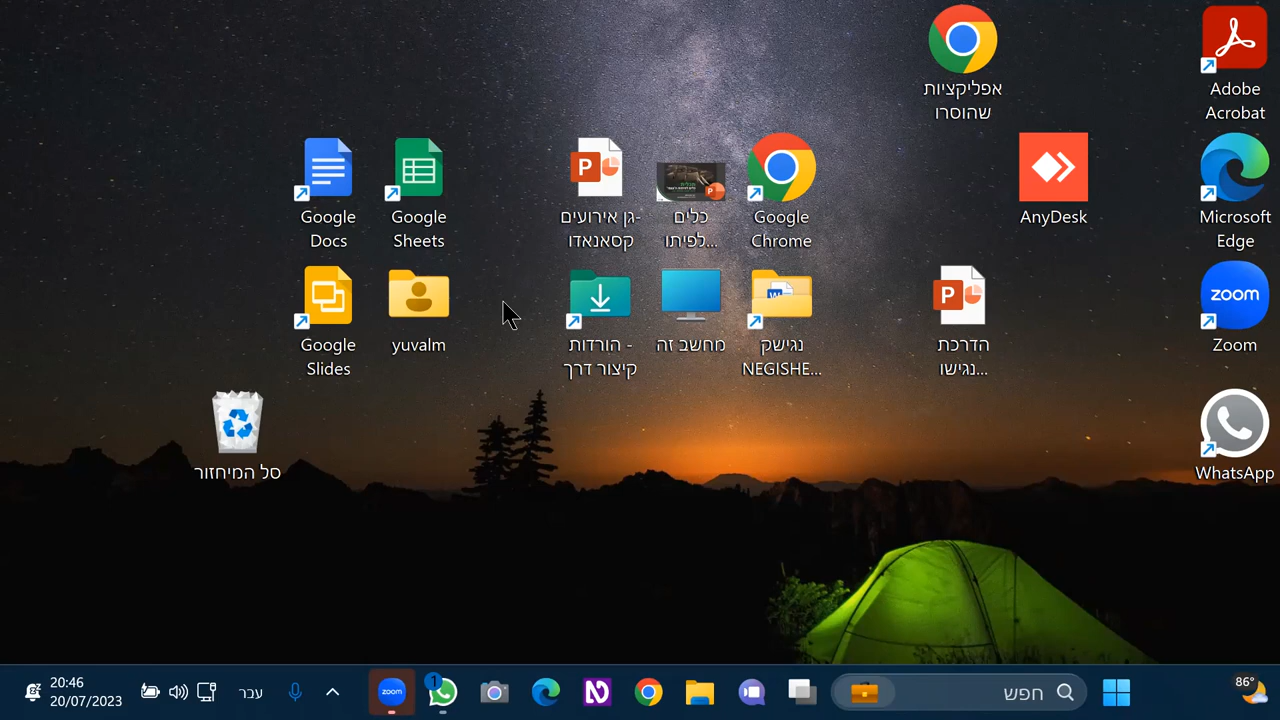 אפליקציות
שהוסרו
Adobe
Acrobat
Google
Docs
Google
Sheets
גן אירועים-
קסאנאדו
כלים
לפיתו...
Google
Chrome
AnyDesk
Microsoft
Edge
Google
Slides
yuvalm
הורדות -
קיצור דרך
מחשב זה
נגישק
NEGISHE...
הדרכת
נגישו...
zoom
Zoom
סל המיחזור
WhatsApp
20:46
20/07/2023
עבר
zoom
1
חפש
86°